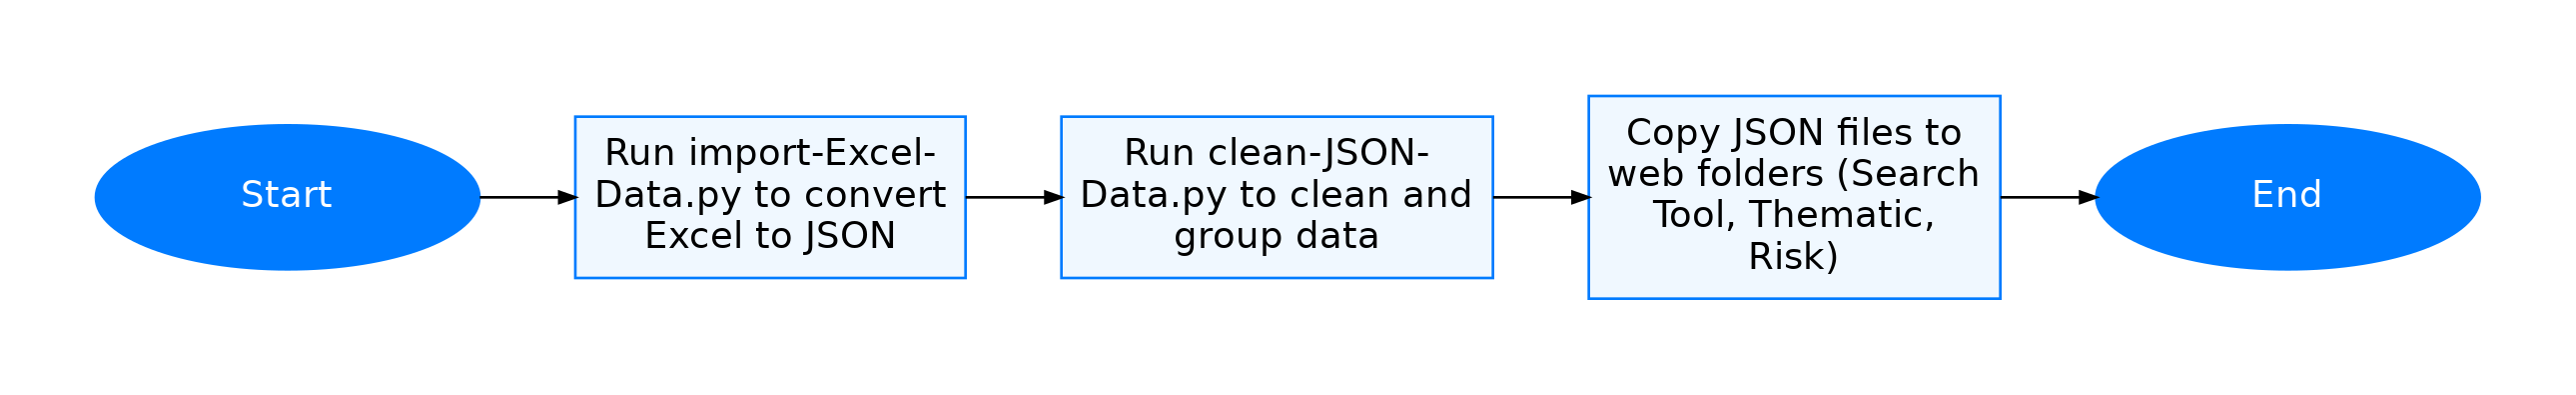 Start
Run import-Excel-
Data.py to convert
Excel to JSON
Run clean-JSON-
Data.py to clean and
group data
Copy JSON files to
web folders (Search
Tool, Thematic,
Risk)
End